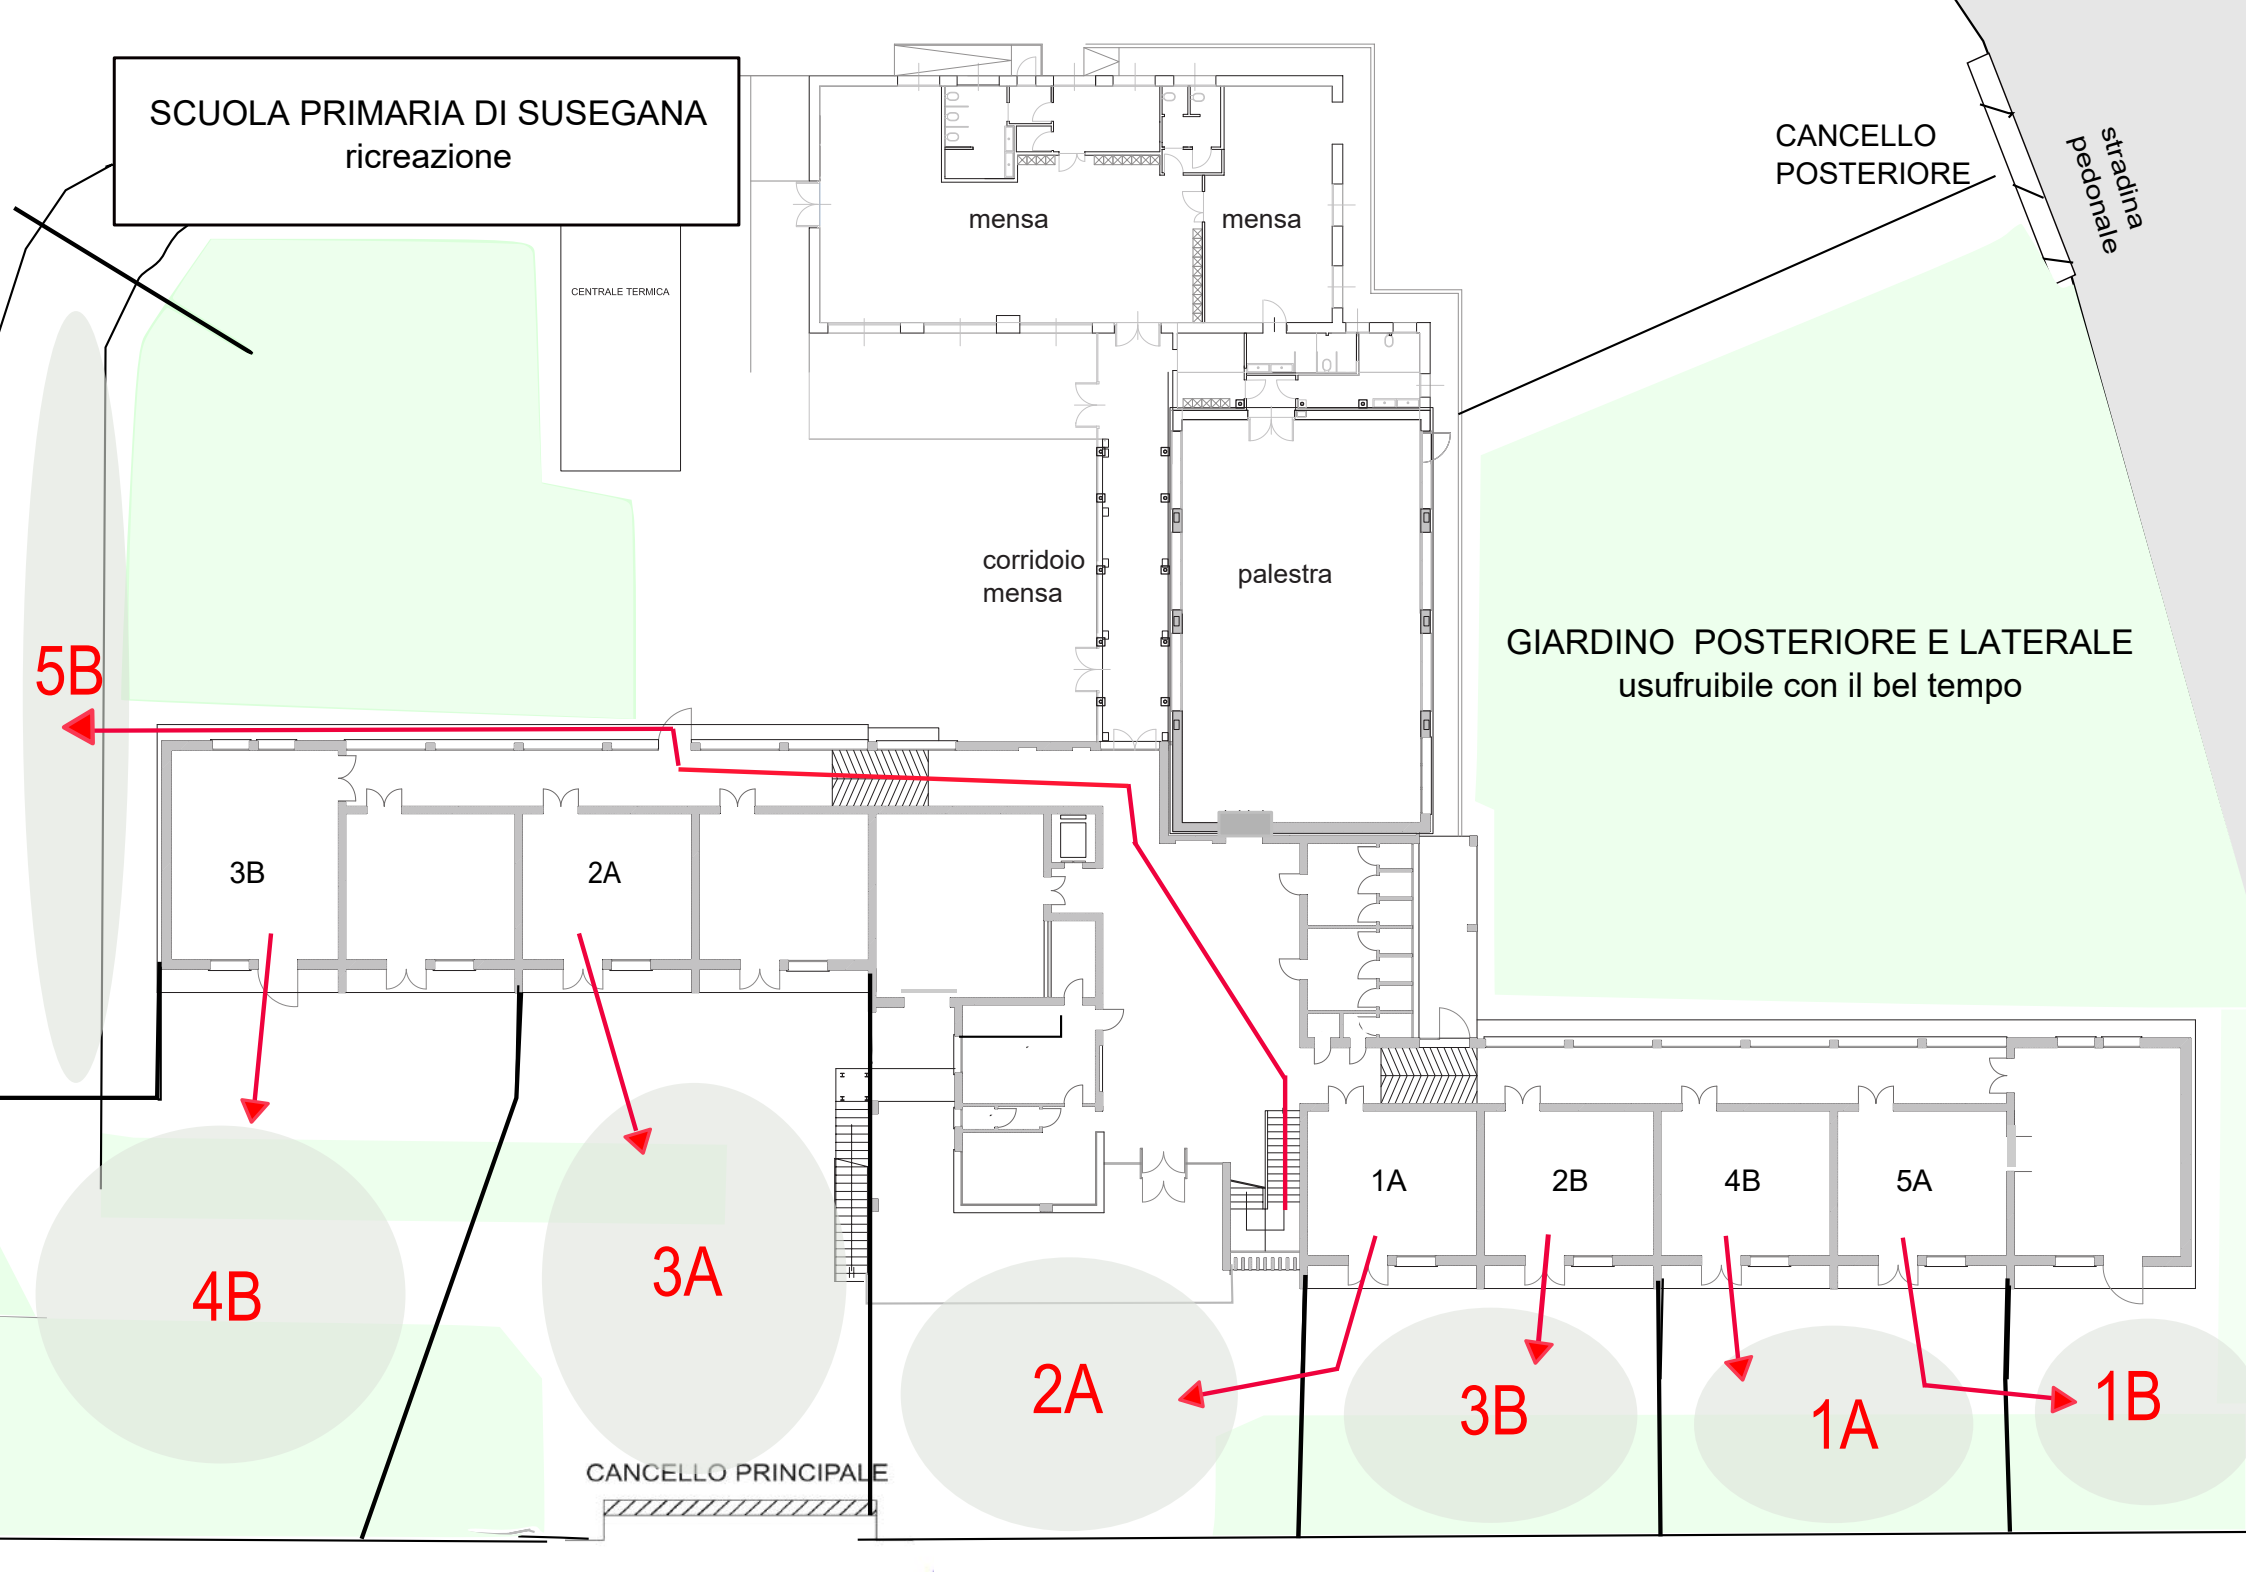 SCUOLA PRIMARIA DI SUSEGANA
ricreazione
CANCELLO
POSTERIORE
stradina
pedonale
mensa
mensa
CENTRALE TERMICA
corridoio
mensa
palestra
GIARDINO  POSTERIORE E LATERALE
usufruibile con il bel tempo
5B
3B
2A
1A
2B
4B
5A
4B
3A
2A
3B
1A
1B
CANCELLO PRINCIPALE